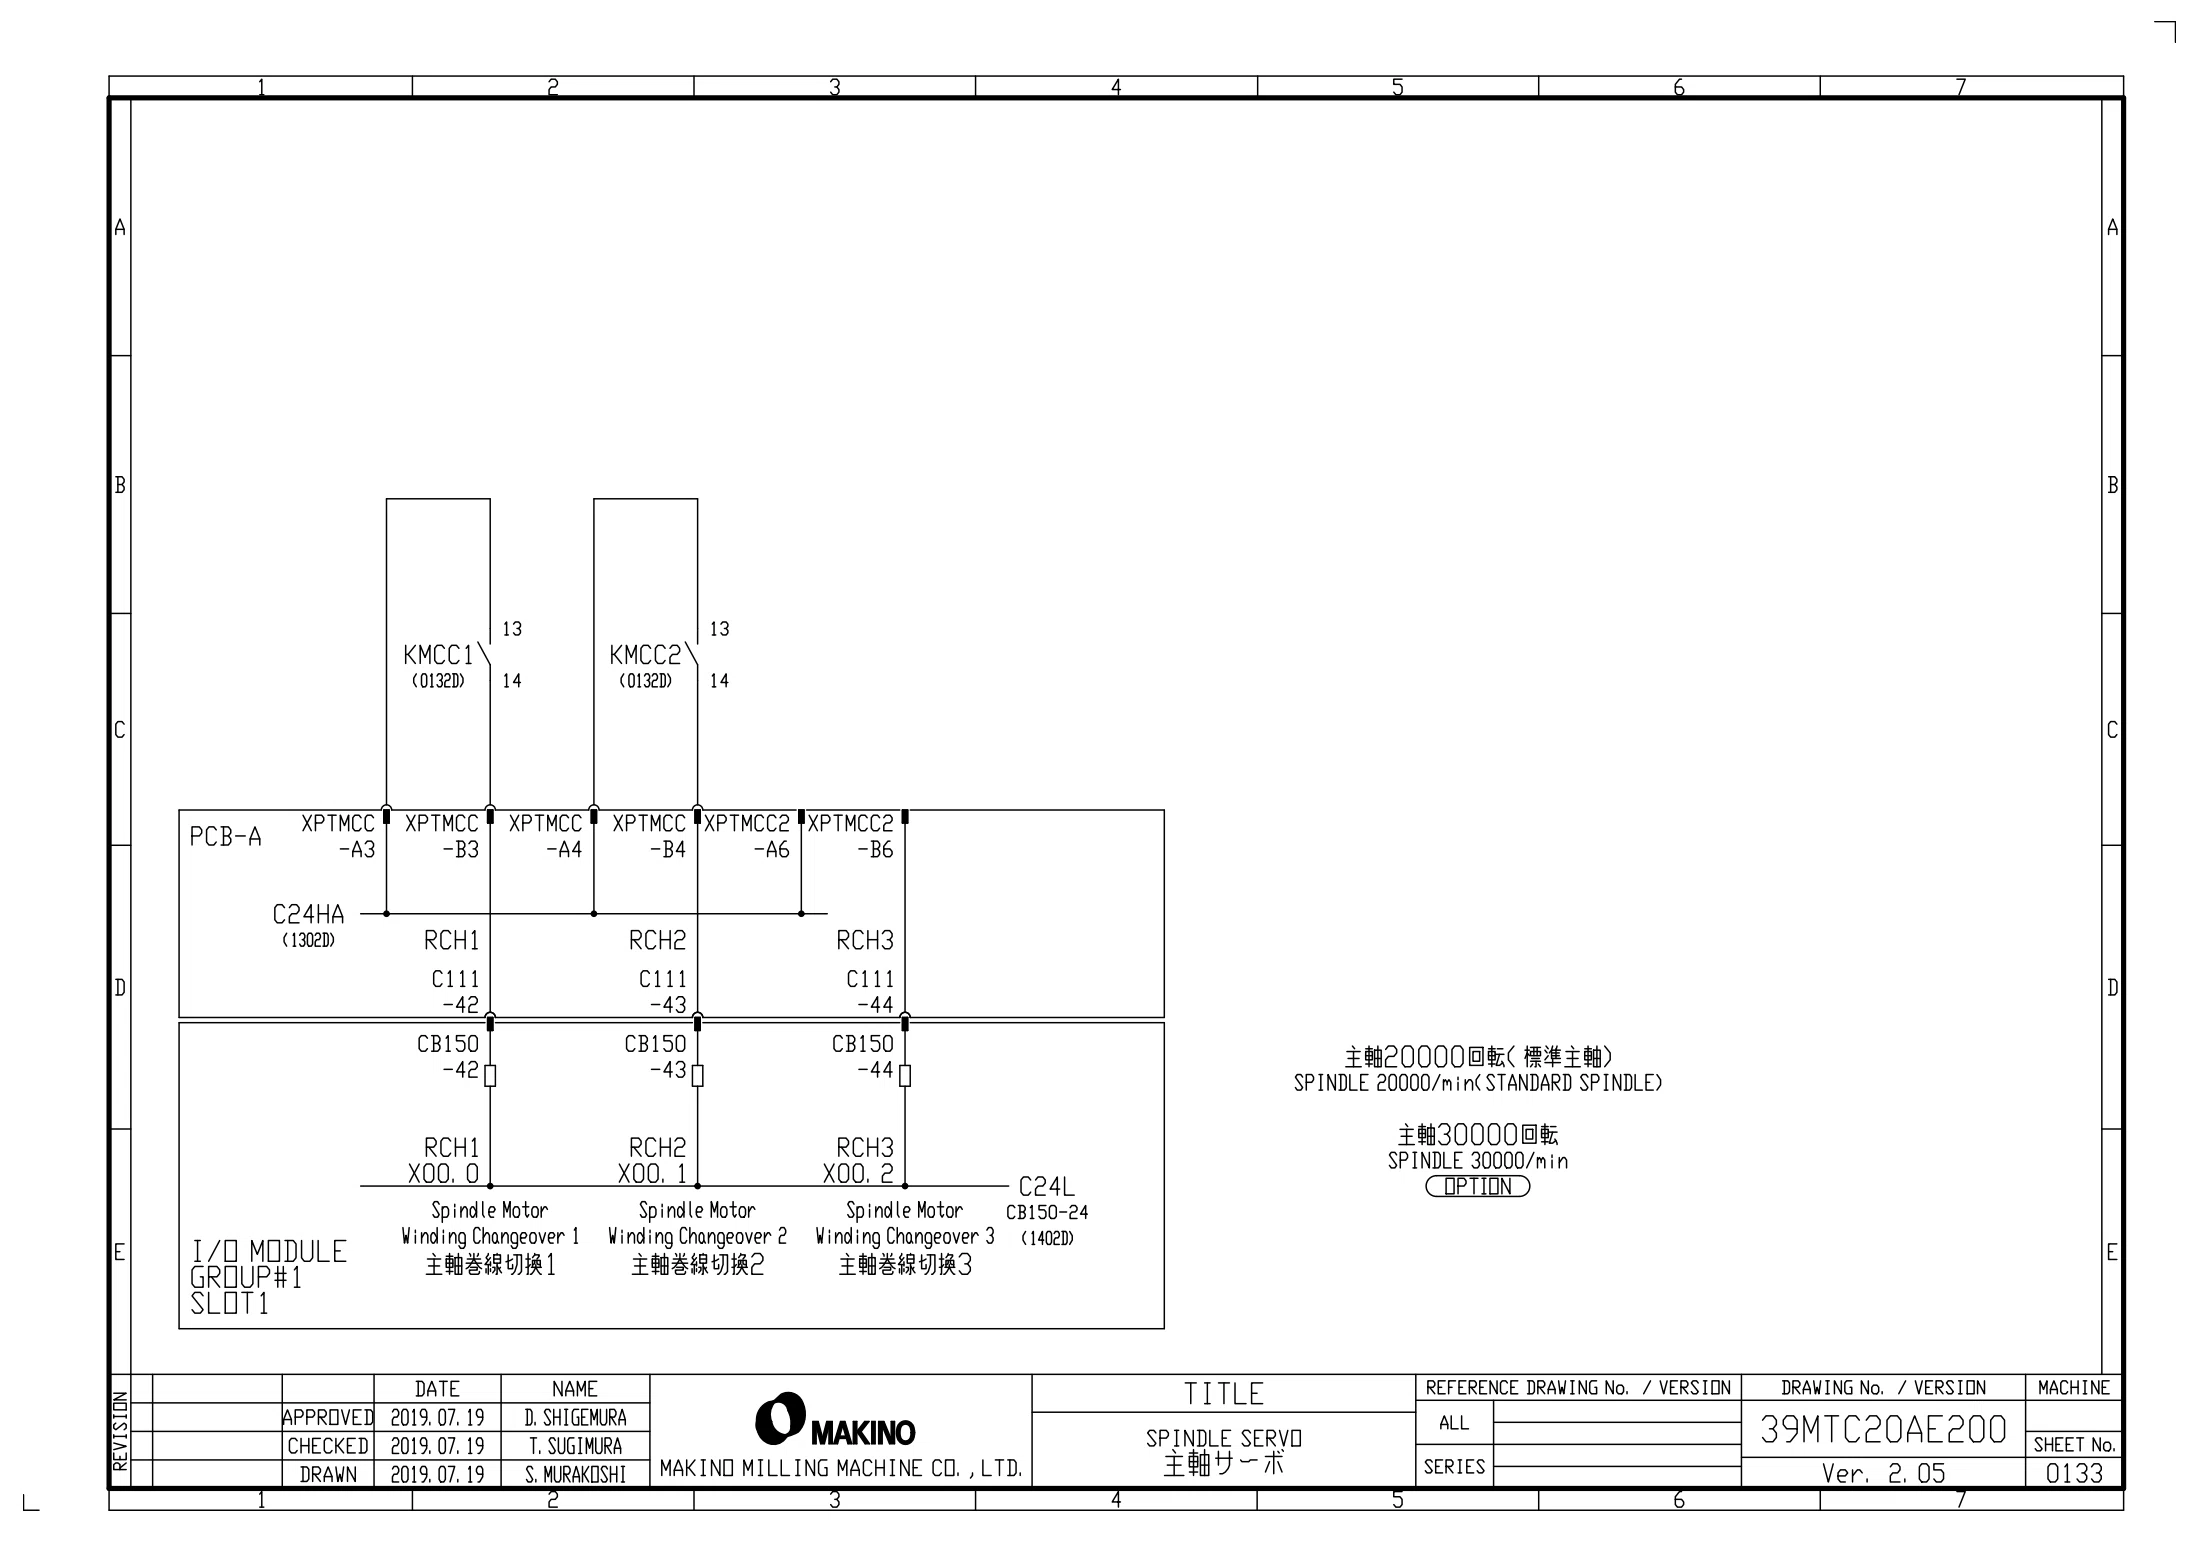 1 2 3 4 5 6 7
A A
B B
13 13
KMCC1 KMCC2
(0132D) (0132D)
14 14
C C
PCB-A
XPTMCC XPTMCC XPTMCC XPTMCC XPTMCC2 XPTMCC2
-A3 -B3 -A4 -B4 -A6 -B6
C24HA
(1302D)
RCH1 RCH2 RCH3
C111 C111 C111
-42 -43 -44
D D
CB150 CB150 CB150
-42 -43 -44
主軸20000回転(標準主軸)
SPINDLE 20000/min(STANDARD SPINDLE)
主軸30000回転
SPINDLE 30000/min
OPTION
RCH1 RCH2 RCH3
X00.0 X00.1 X00.2
C24L
CB150-24
(1402D)
Spindle Motor Spindle Motor Spindle Motor
Winding Changeover 1 Winding Changeover 2 Winding Changeover 3
主軸巻線切換1 主軸巻線切換2 主軸巻線切換3
I/O MODULE
GROUP#1
SLOT1
E E
REVISION
DATE NAME
APPROVED 2019.07.19 D. SHIGEMURA
CHECKED 2019.07.19 T. SUGIMURA
DRAWN 2019.07.19 S. MURAKOSHI
MAKINO
MAKINO MILLING MACHINE CO.,LTD.
TITLE
SPINDLE SERVO
主軸サーボ
REFERENCE DRAWING No. / VERSION
ALL
SERIES
DRAWING No. / VERSION
39MTC20AE200
Ver. 2.05
MACHINE
SHEET No.
0133
1 2 3 4 5 6 7